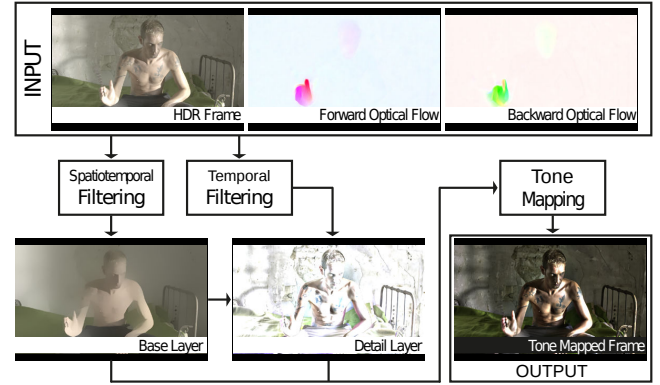 INPUT
HDR Frame
Forward Optical Flow
Backward Optical Flow
Spatiotemporal
Filtering
Temporal
Filtering
Tone
Mapping
Base Layer
Detail Layer
Tone Mapped Frame
OUTPUT